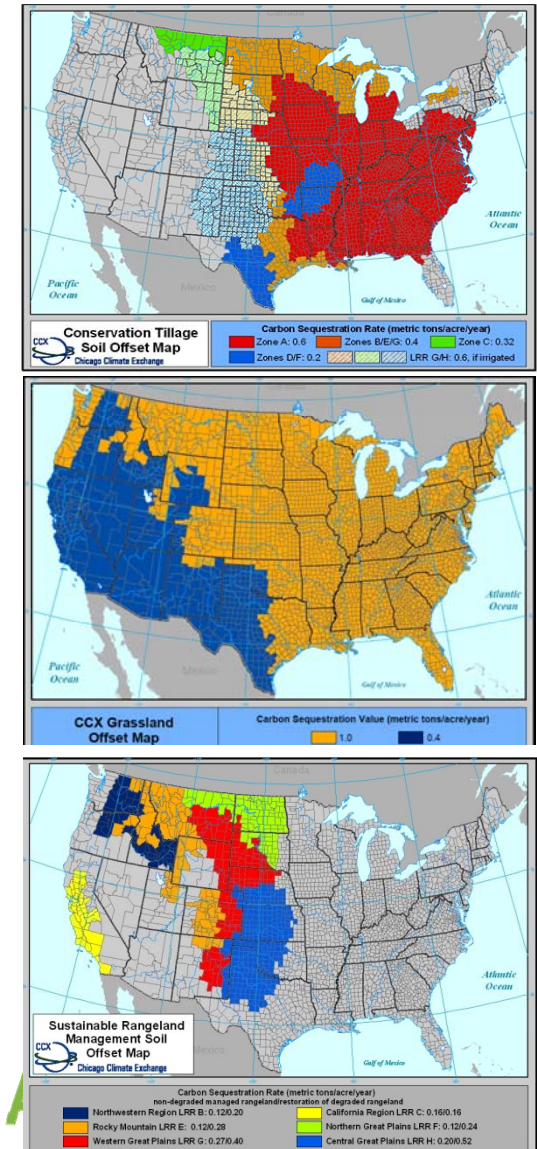 Canada
Pacific
Ocean
Mexico
Gulf of Mexico
Atlantic
Ocean
CCX
Conservation Tillage
Soil Offset Map
Chicago Climate Exchange
Carbon Sequestration Rate (metric tons/acre/year)
Zone A: 0.6 Zones B/E/G: 0.4 Zone C: 0.32
Zones D/F: 0.2 LRR G/H: 0.6, if irrigated
Pacific
Ocean
Mexico
Gulf of Mexico
Atlantic
Ocean
CCX Grassland
Offset Map
Carbon Sequestration Value (metric tons/acre/year)
1.0 0.4
Canada
Atlantic
Ocean
Mexico
Gulf of Mexico
Sustainable Rangeland
Management Soil
Offset Map
CCX
Chicago Climate Exchange
Carbon Sequestration Rate (metric tons/acre/year)
non-degraded managed rangeland/restoration of degraded rangeland
Northwestern Region LRR B: 0.12/0.20 California Region LRR C: 0.16/0.16
Rocky Mountain LRR E: 0.12/0.28 Northern Great Plains LRR F: 0.12/0.24
Western Great Plains LRR G: 0.27/0.40 Central Great Plains LRR H: 0.20/0.52